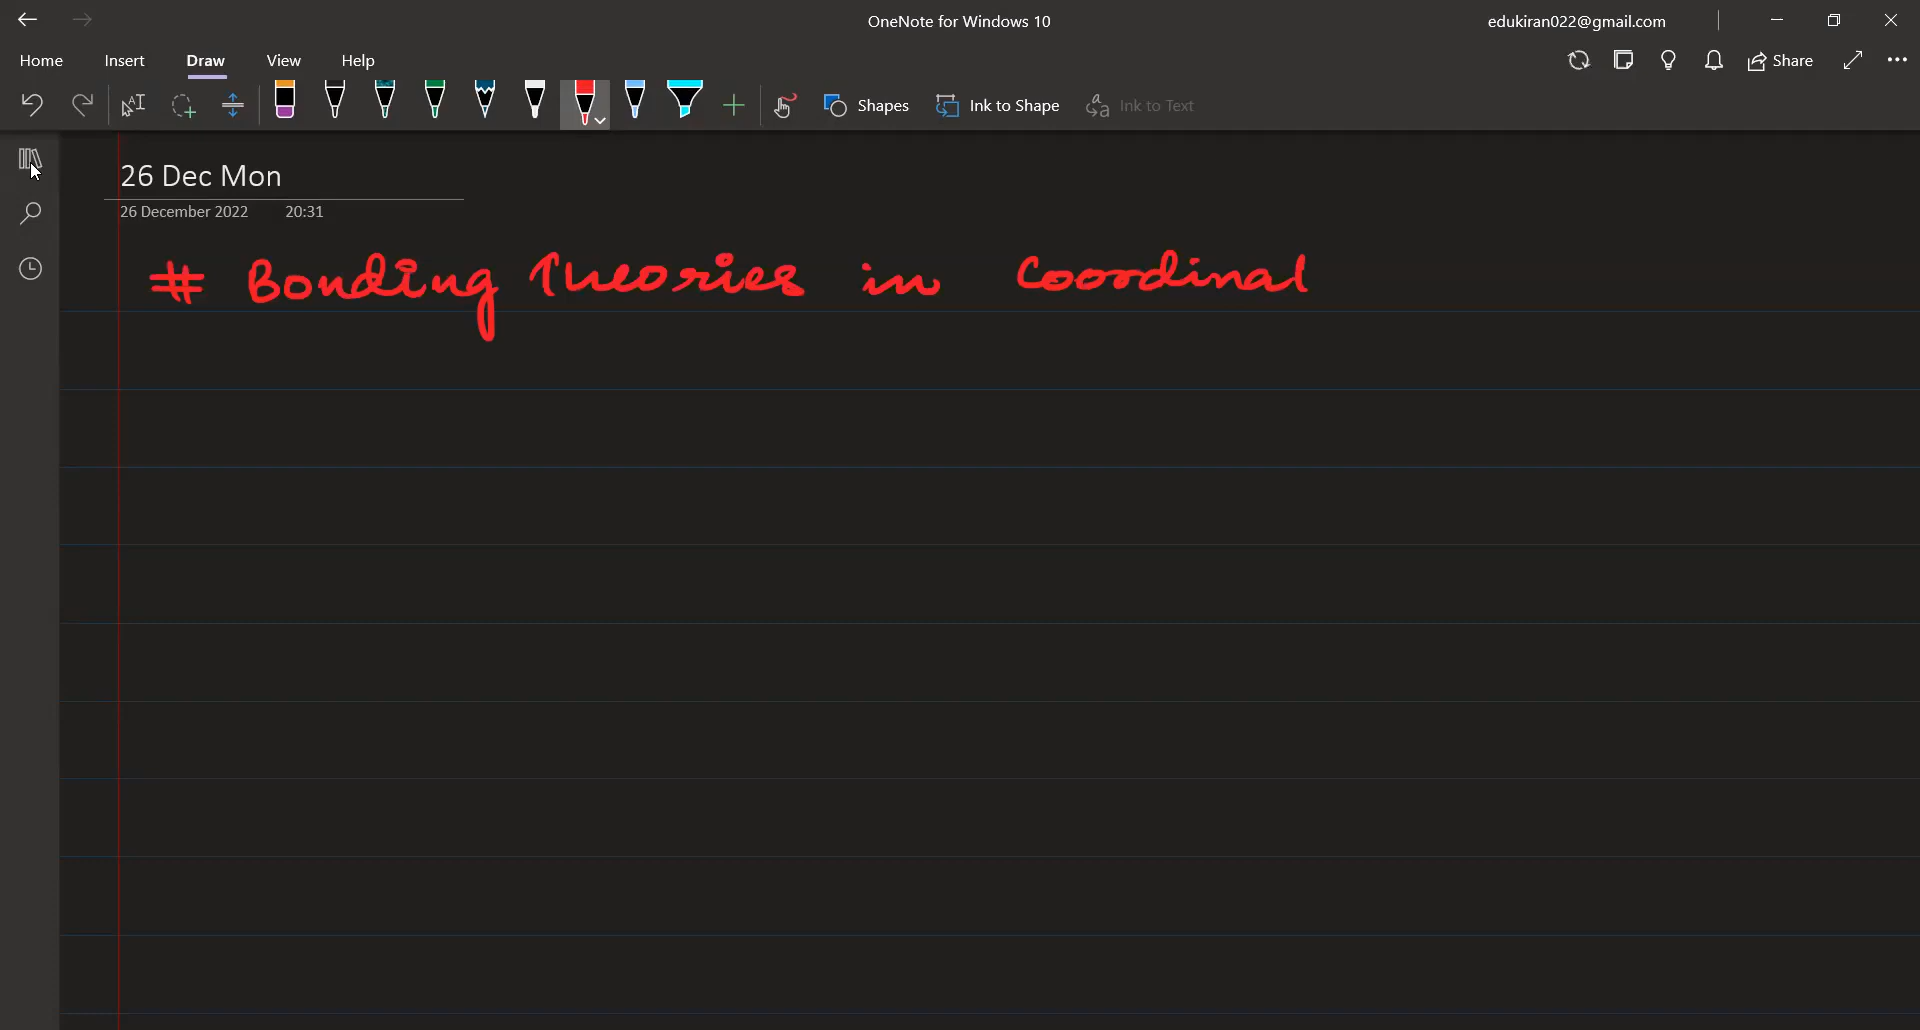 OneNote for Windows 10
edukiran022@gmail.com
Home Insert Draw View Help
Share
Shapes Ink to Shape Ink to Text
26 Dec Mon
26 December 2022 20:31
# Bonding Theories in Coordinat